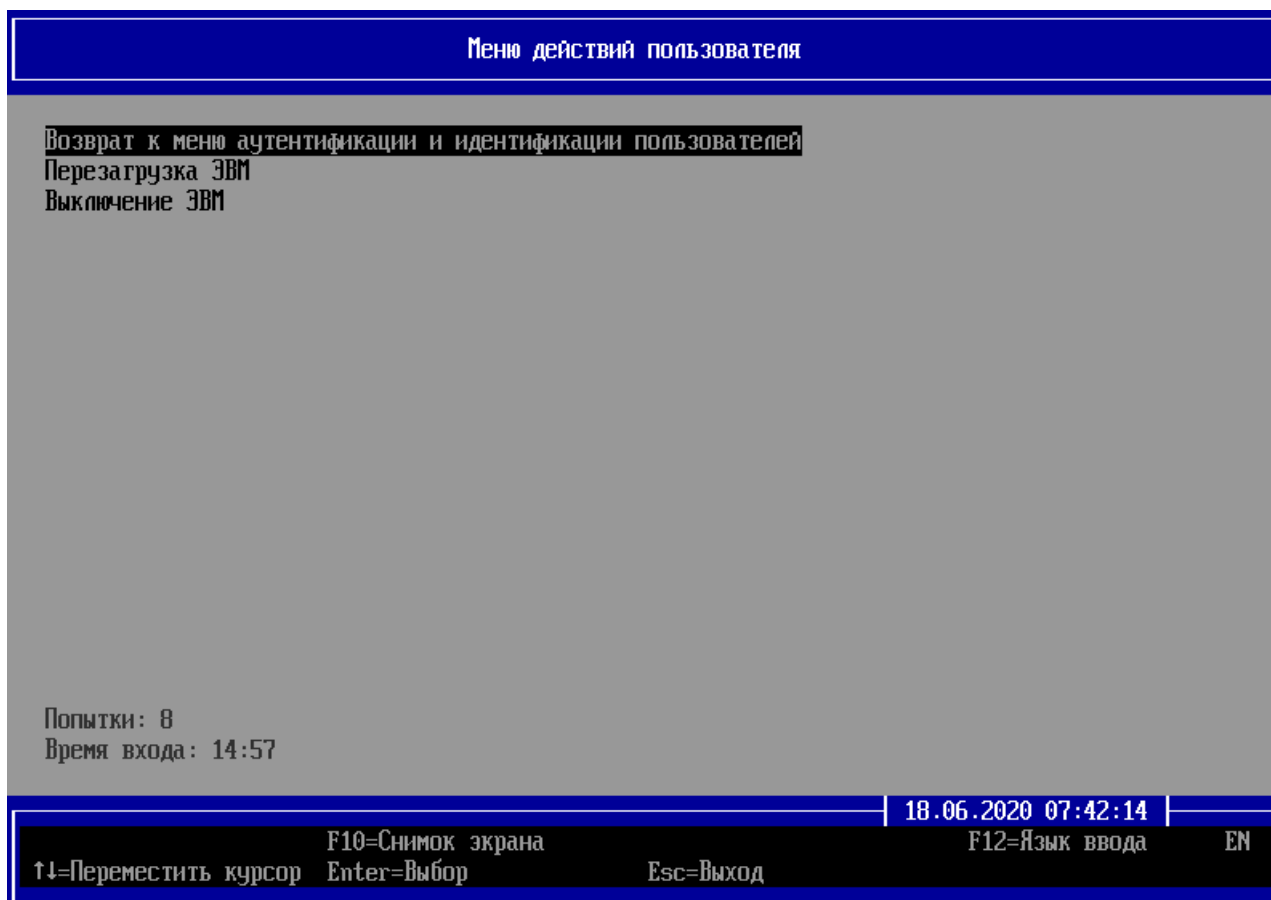 Меню действий пользователя
Возврат к меню аутентификации и идентификации пользователей
Перезагрузка ЭВМ
Выключение ЭВМ
Попытки: 8
Время входа: 14:57
18.06.2020 07:42:14
F10=Снимок экрана F12=Язык ввода EN
↑↓=Переместить курсор Enter=Выбор Esc=Выход